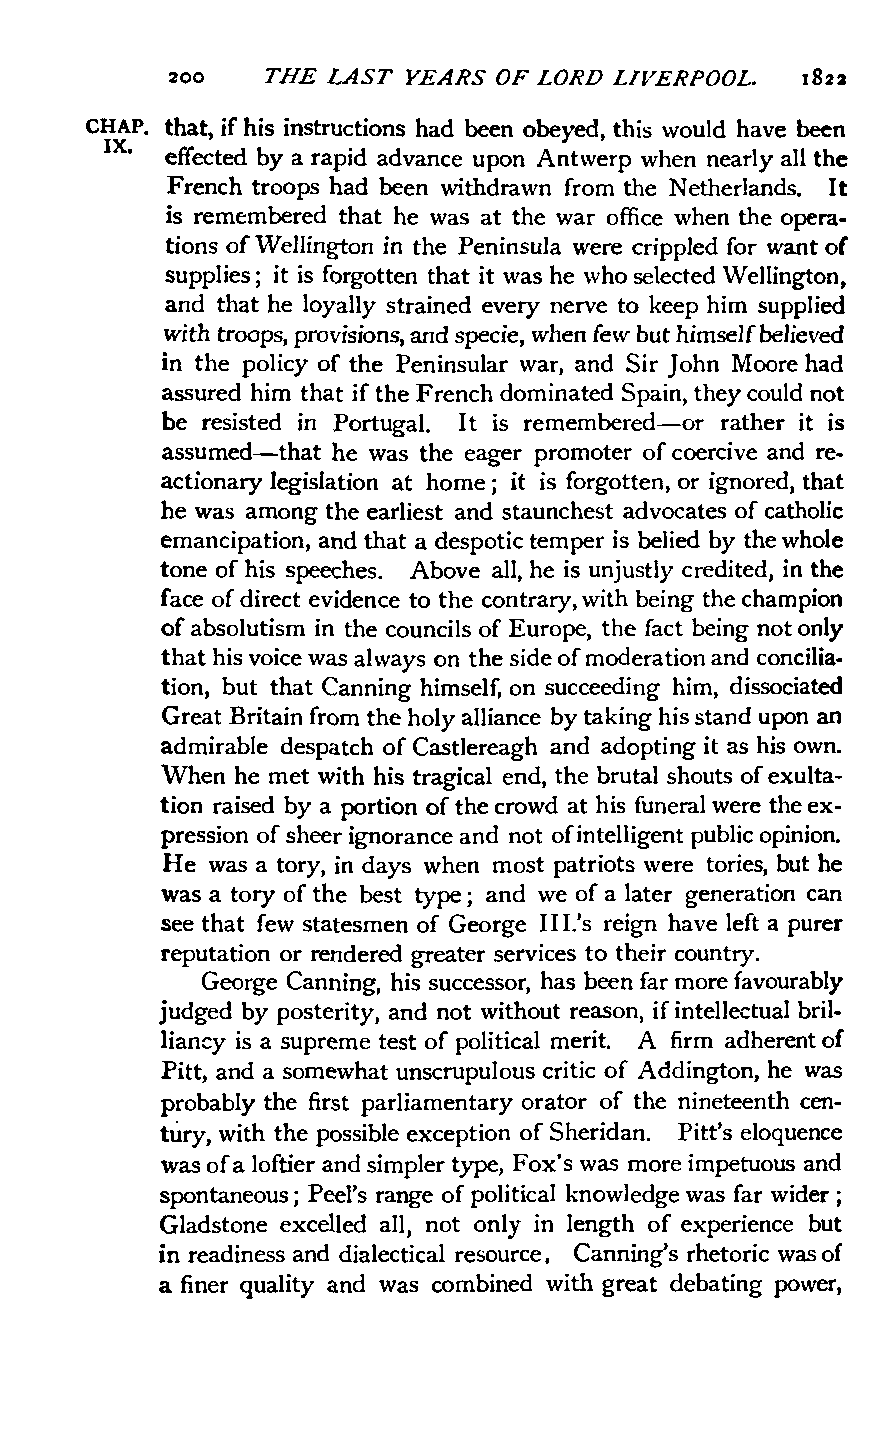 200 THE LAST YEARS OF LORD LIVERPOOL. 1822
CHAP. that, if his instructions had been obeyed, this would have been
IX. effected by a rapid advance upon Antwerp when nearly all the
French troops had been withdrawn from the Netherlands. It
is remembered that he was at the war office when the opera-
tions of Wellington in the Peninsula were crippled for want of
supplies; it is forgotten that it was he who selected Wellington,
and that he loyally strained every nerve to keep him supplied
with troops, provisions, and specie, when few but himself believed
in the policy of the Peninsular war, and Sir John Moore had
assured him that if the French dominated Spain, they could not
be resisted in Portugal. It is remembered—or rather it is
assumed—that he was the eager promoter of coercive and re-
actionary legislation at home; it is forgotten, or ignored, that
he was among the earliest and staunchest advocates of catholic
emancipation, and that a despotic temper is belied by the whole
tone of his speeches. Above all, he is unjustly credited, in the
face of direct evidence to the contrary, with being the champion
of absolutism in the councils of Europe, the fact being not only
that his voice was always on the side of moderation and concilia-
tion, but that Canning himself, on succeeding him, dissociated
Great Britain from the holy alliance by taking his stand upon an
admirable despatch of Castlereagh and adopting it as his own.
When he met with his tragical end, the brutal shouts of exulta-
tion raised by a portion of the crowd at his funeral were the ex-
pression of sheer ignorance and not of intelligent public opinion.
He was a tory, in days when most patriots were tories, but he
was a tory of the best type; and we of a later generation can
see that few statesmen of George III.'s reign have left a purer
reputation or rendered greater services to their country.
George Canning, his successor, has been far more favourably
judged by posterity, and not without reason, if intellectual bril-
liancy is a supreme test of political merit. A firm adherent of
Pitt, and a somewhat unscrupulous critic of Addington, he was
probably the first parliamentary orator of the nineteenth cen-
tury, with the possible exception of Sheridan. Pitt's eloquence
was of a loftier and simpler type, Fox's was more impetuous and
spontaneous; Peel's range of political knowledge was far wider;
Gladstone excelled all, not only in length of experience but
in readiness and dialectical resource. Canning's rhetoric was of
a finer quality and was combined with great debating power,